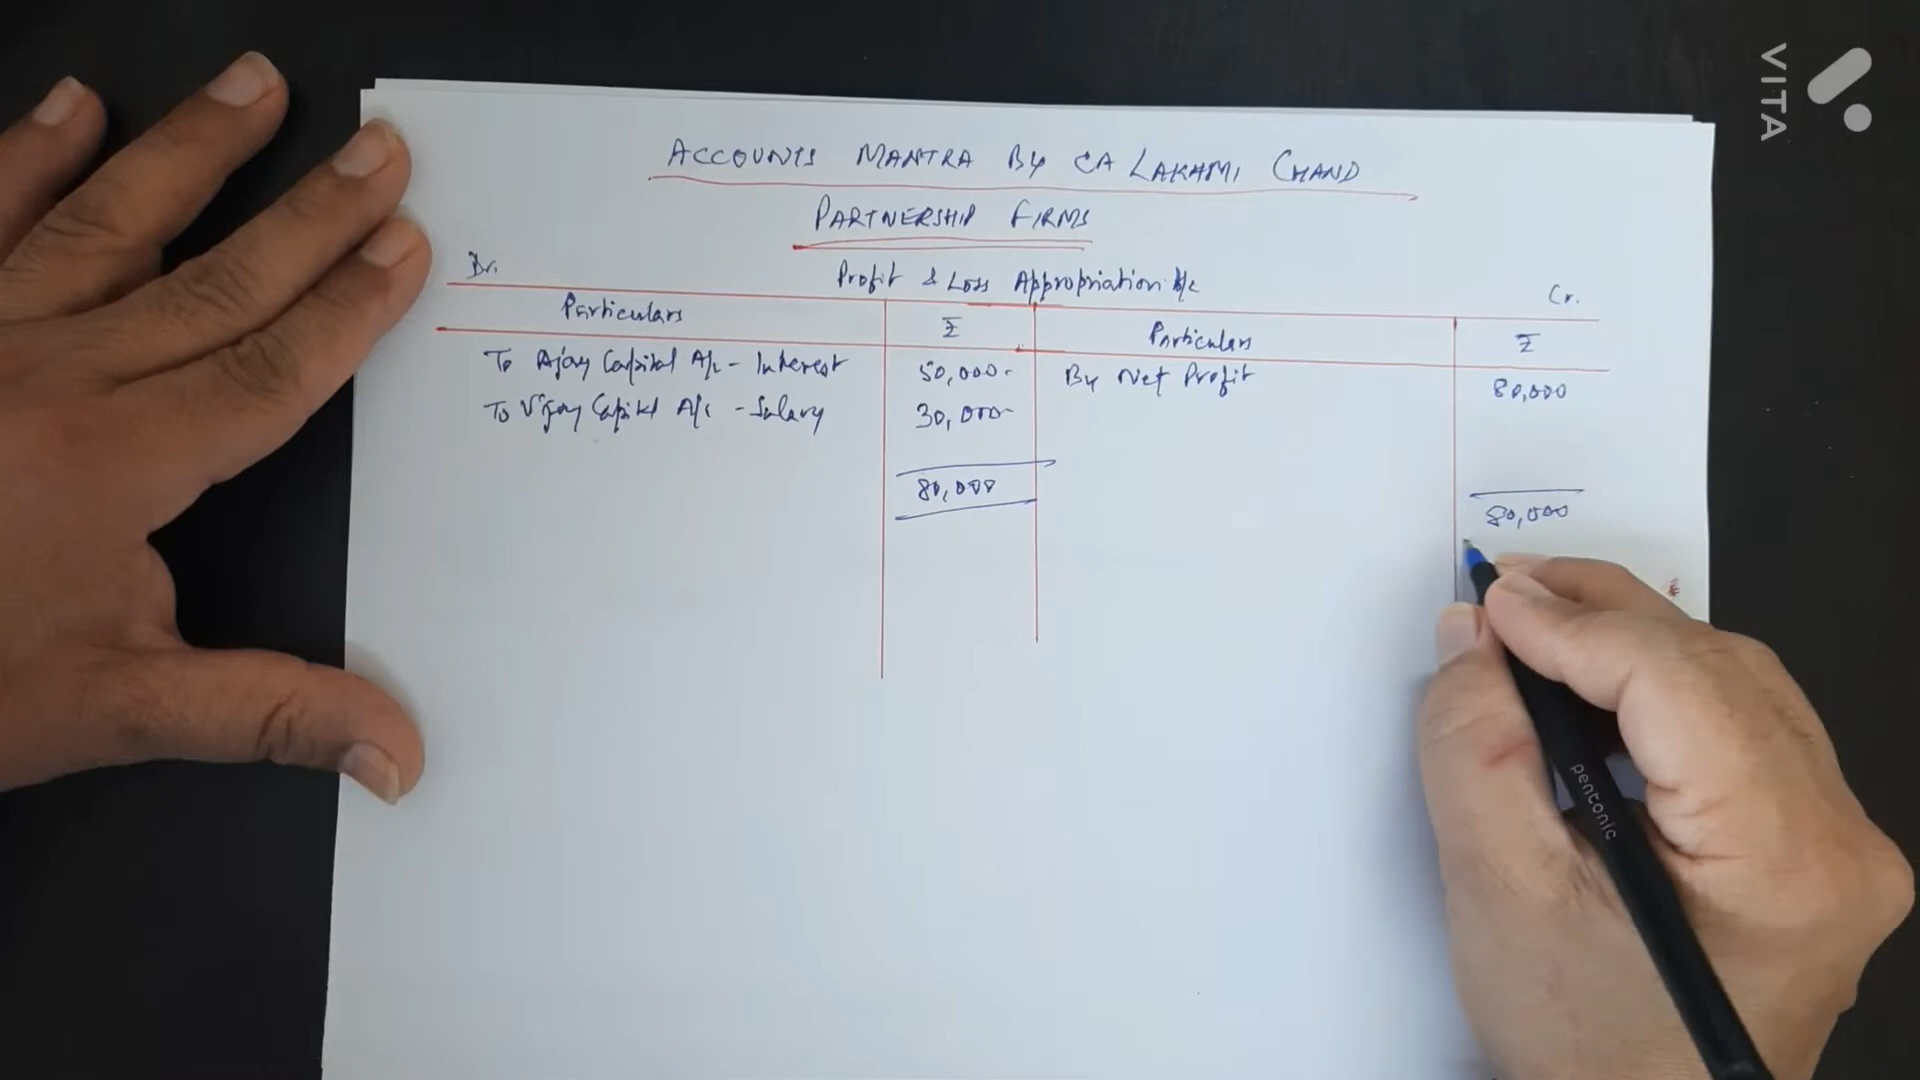 VITA
ACCOUNTS MANTRA BY CA LAKHMI CHAND
PARTNERSHIP FIRMS
Dr. Profit & Loss Appropriation A/c Cr.
Particulars ₹ Particulars ₹
To Ajay Capital A/c - Interest 50,000 By Net Profit 80,000
To Vijay Capital A/c - Salary 30,000
80,000 80,000
pentonic